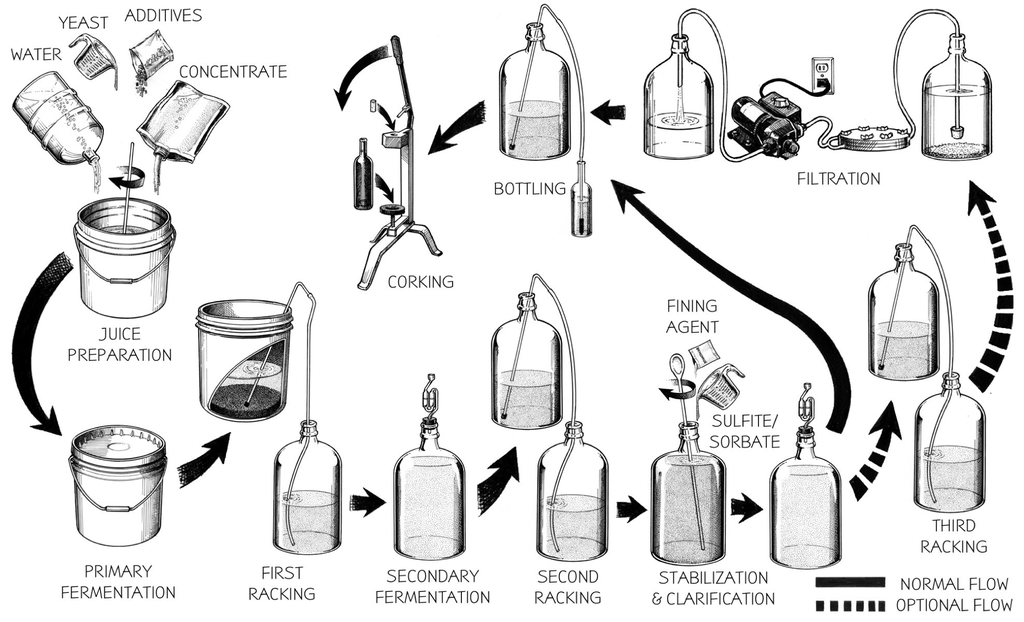 WATER
YEAST
ADDITIVES
CONCENTRATE
JUICE
PREPARATION
PRIMARY
FERMENTATION
FIRST
RACKING
SECONDARY
FERMENTATION
SECOND
RACKING
FINING
AGENT
SULFITE/
SORBATE
STABILIZATION
& CLARIFICATION
THIRD
RACKING
FILTRATION
BOTTLING
CORKING
NORMAL FLOW
OPTIONAL FLOW